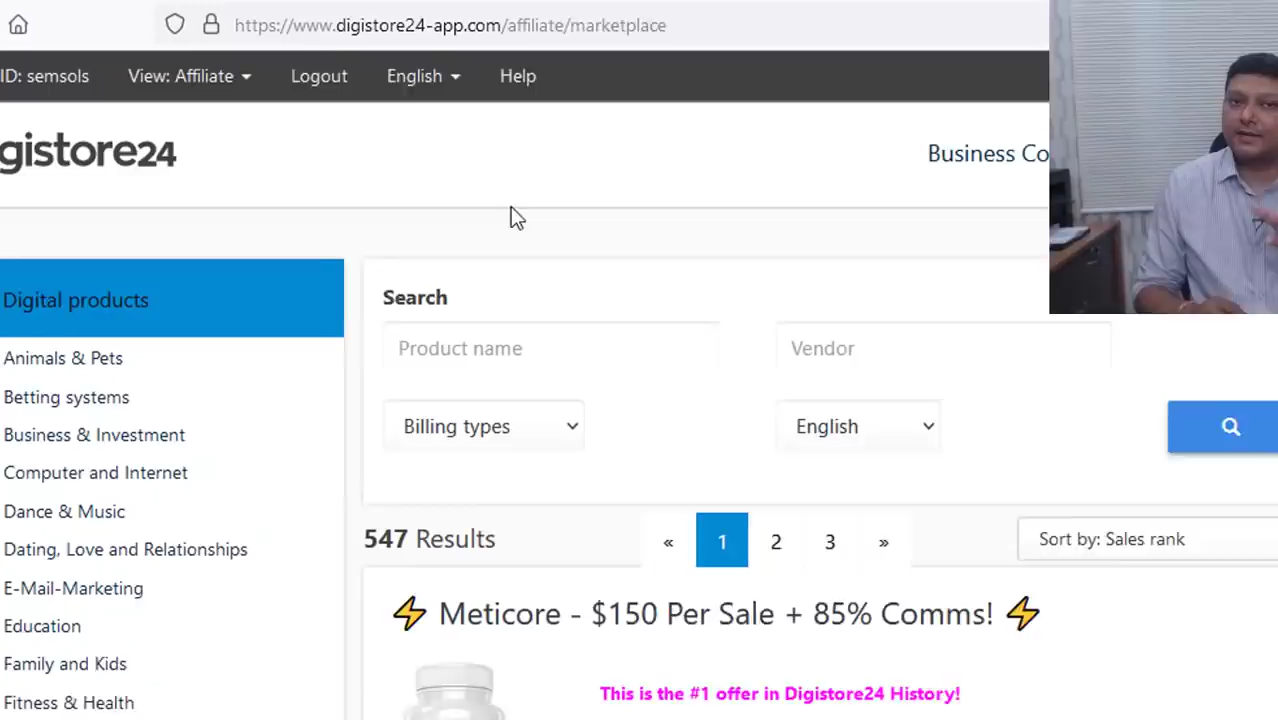 https://www.digistore24-app.com/affiliate/marketplace
ID: semsols View: Affiliate Logout English Help
gistore24
Business Co
Digital products
Animals & Pets
Betting systems
Business & Investment
Computer and Internet
Dance & Music
Dating, Love and Relationships
E-Mail-Marketing
Education
Family and Kids
Fitness & Health
Search
Product name Vendor
Billing types English
547 Results « 1 2 3 » Sort by: Sales rank
⚡ Meticore - $150 Per Sale + 85% Comms! ⚡
This is the #1 offer in Digistore24 History!